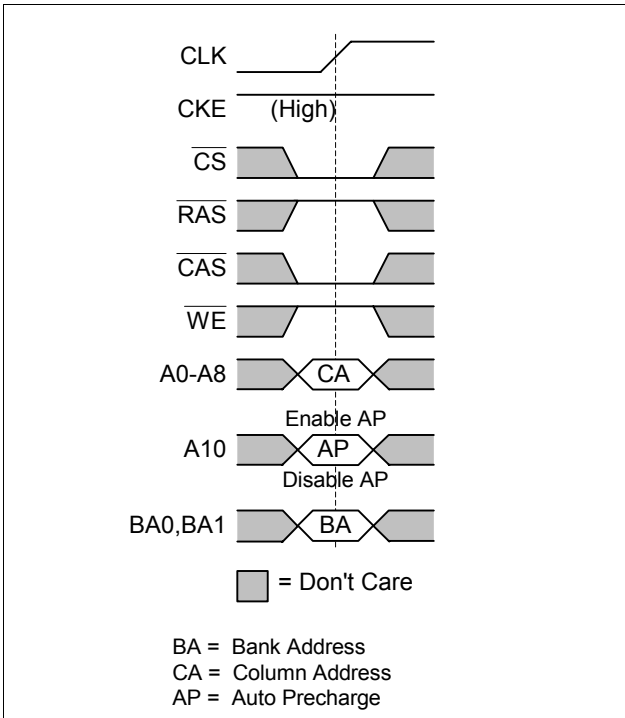 CLK
CKE (High)
CS
RAS
CAS
WE
A0-A8 CA
Enable AP
A10 AP
Disable AP
BA0,BA1 BA
= Don't Care
BA = Bank Address
CA = Column Address
AP = Auto Precharge